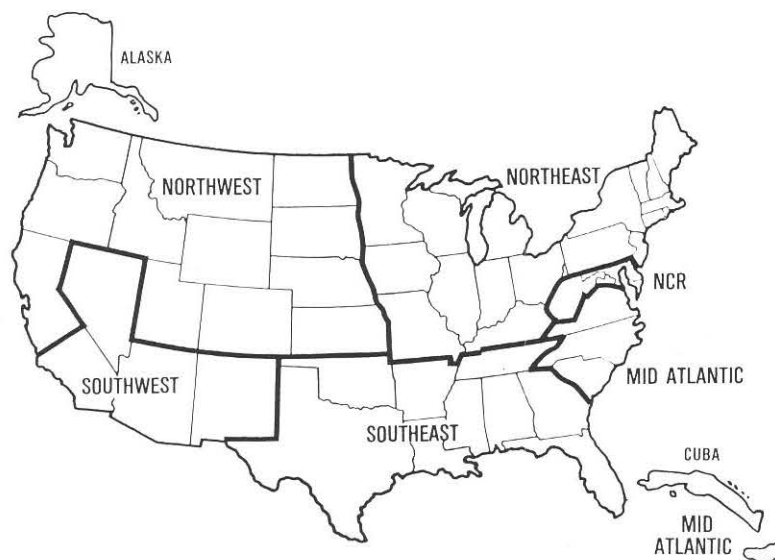 ALASKA
NORTHWEST
NORTHEAST
NCR
SOUTHWEST
MID ATLANTIC
SOUTHEAST
CUBA
MID
ATLANTIC